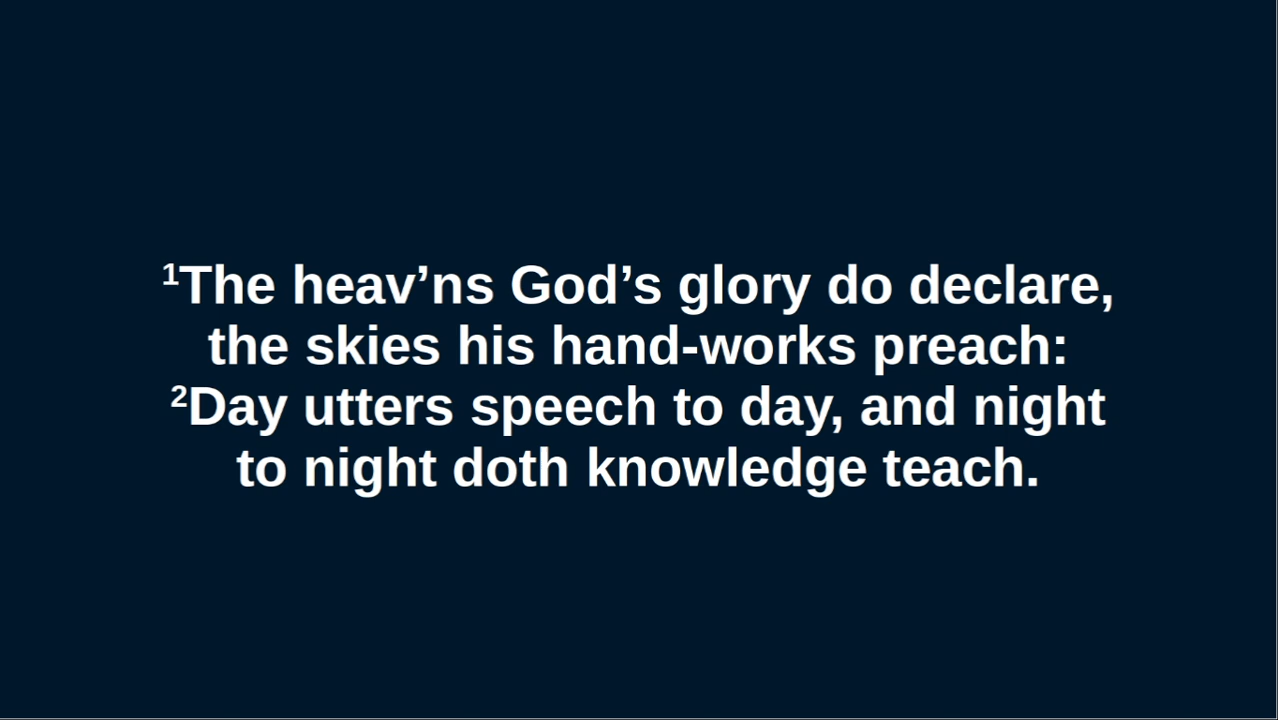 ¹The heav’ns God’s glory do declare,
the skies his hand-works preach:
²Day utters speech to day, and night
to night doth knowledge teach.